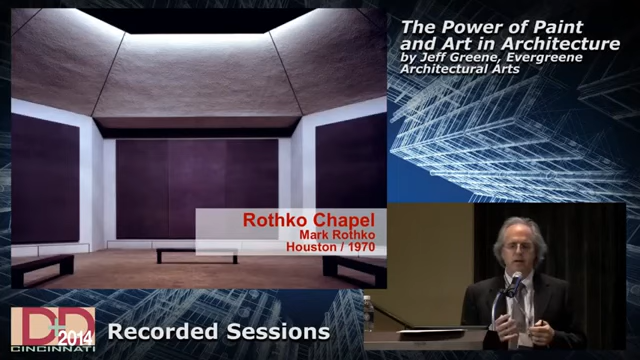 The Power of Paint
and Art in Architecture
by Jeff Greene, Evergreene
Architectural Arts
Rothko Chapel
Mark Rothko
Houston / 1970
D+D
2014
CINCINNATI
Recorded Sessions